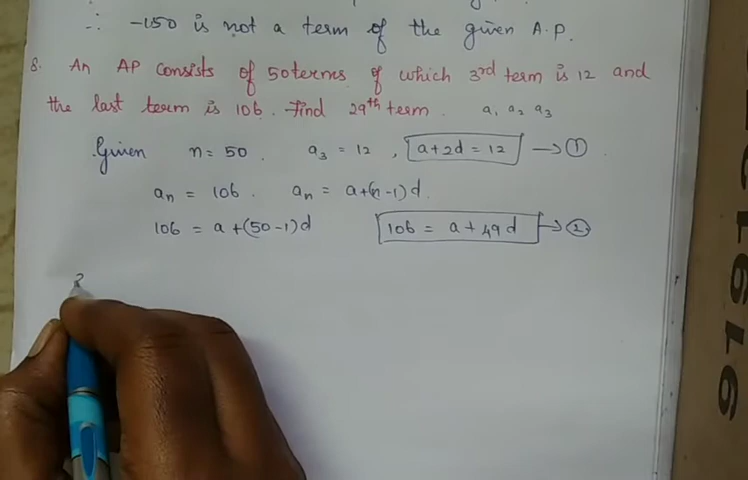 ∴ -150 is not a term of the given A.P.
8. An AP consists of 50 terms of which 3rd term is 12 and
the last term is 106. Find 29th term. a₁ a₂ a₃
Given n = 50. a₃ = 12, a+2d = 12 → ①
aₙ = 106. aₙ = a+(n-1)d.
106 = a+(50-1)d 106 = a+49d → ②